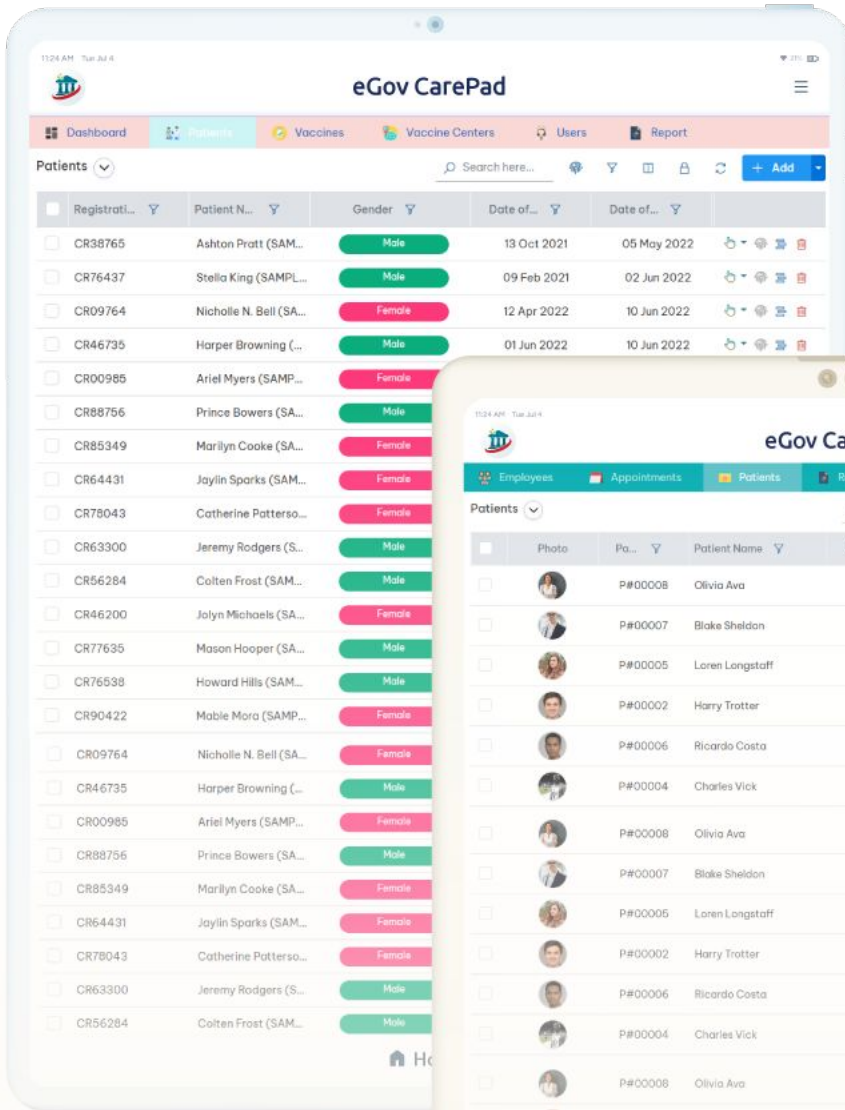 11:24 AM Tue Jul 4
eGov CarePad
Dashboard Patients Vaccines Vaccine Centers Users Report
Patients Search here... + Add
Registrati... Patient N... Gender Date of... Date of...
CR38765 Ashton Pratt (SAM... Male 13 Oct 2021 05 May 2022
CR76437 Stella King (SAMPL... Male 09 Feb 2021 02 Jun 2022
CR09764 Nicholle N. Bell (SA... Female 12 Apr 2022 10 Jun 2022
CR46735 Harper Browning (... Male 01 Jun 2022 10 Jun 2022
CR00985 Ariel Myers (SAMP... Female
CR88756 Prince Bowers (SA... Male
CR85349 Marilyn Cooke (SA... Female
CR64431 Jaylin Sparks (SAM... Female
CR78043 Catherine Patterso... Female
CR63300 Jeremy Rodgers (S... Male
CR56284 Colten Frost (SAM... Male
CR46200 Jolyn Michaels (SA... Female
CR77635 Mason Hooper (SA... Male
CR76538 Howard Hills (SAM... Male
CR90422 Mable Mora (SAMP... Female
CR09764 Nicholle N. Bell (SA... Female
CR46735 Harper Browning (... Male
CR00985 Ariel Myers (SAMP... Female
CR88756 Prince Bowers (SA... Male
CR85349 Marilyn Cooke (SA... Female
CR64431 Jaylin Sparks (SAM... Female
CR78043 Catherine Patterso... Female
CR63300 Jeremy Rodgers (S... Male
CR56284 Colten Frost (SAM... Male
Ho
11:24 AM Tue Jul 4
eGov Ca
Employees Appointments Patients R
Patients
Photo Pa... Patient Name
P#00008 Olivia Ava
P#00007 Blake Sheldon
P#00005 Loren Longstaff
P#00002 Harry Trotter
P#00006 Ricardo Costa
P#00004 Charles Vick
P#00008 Olivia Ava
P#00007 Blake Sheldon
P#00005 Loren Longstaff
P#00002 Harry Trotter
P#00006 Ricardo Costa
P#00004 Charles Vick
P#00008 Olivia Ava